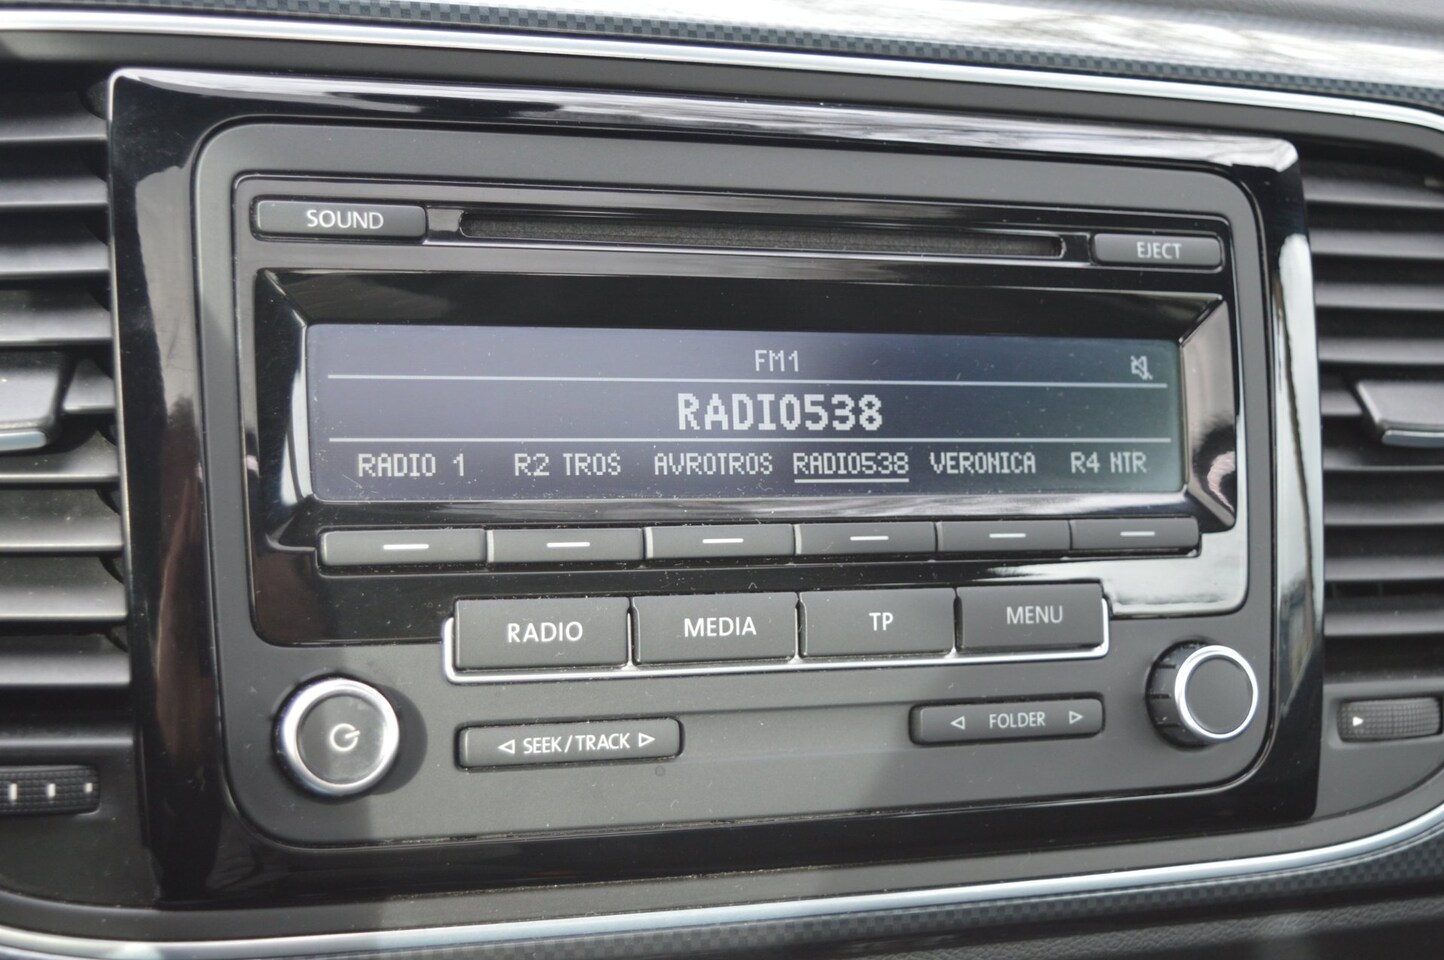 SOUND
EJECT
FM1
RADIO538
RADIO 1 R2 TROS AVROTROS RADIO538 VERONICA R4 NTR
RADIO MEDIA TP MENU
SEEK/TRACK
FOLDER